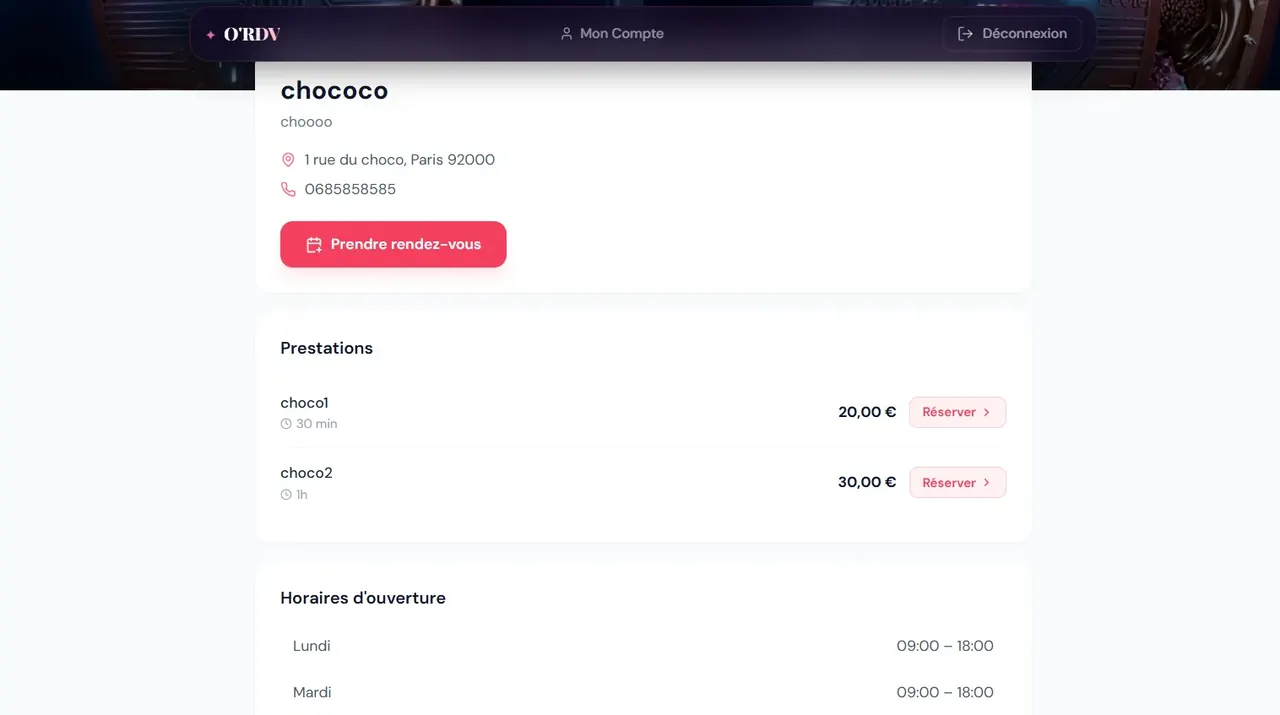 O'RDV
Mon Compte
Déconnexion
chococo
choooo
1 rue du choco, Paris 92000
0685858585
Prendre rendez-vous
Prestations
choco1
30 min
20,00 €
Réserver
choco2
1h
30,00 €
Réserver
Horaires d'ouverture
Lundi
09:00 – 18:00
Mardi
09:00 – 18:00